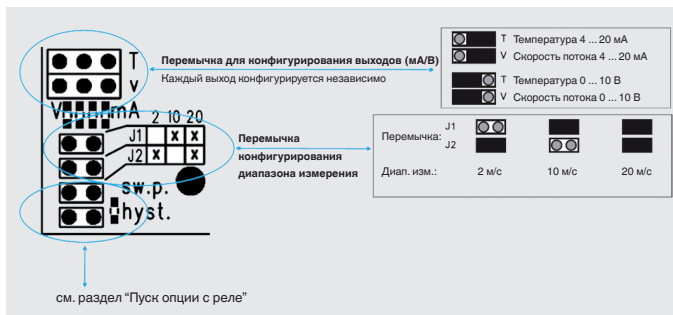 T
v
V mA 2 10 20
J1 x x
J2 x x
sw.p.
hyst.
Перемычка для конфигурирования выходов (мА/В)
Каждый выход конфигурируется независимо
T Температура 4 ... 20 мА
V Скорость потока 4 ... 20 мА
T Температура 0 ... 10 В
V Скорость потока 0 ... 10 В
Перемычка
конфигурирования
диапазона измерения
Перемычка:
J1
J2
Диап. изм.: 2 м/с 10 м/с 20 м/с
см. раздел “Пуск опции с реле”